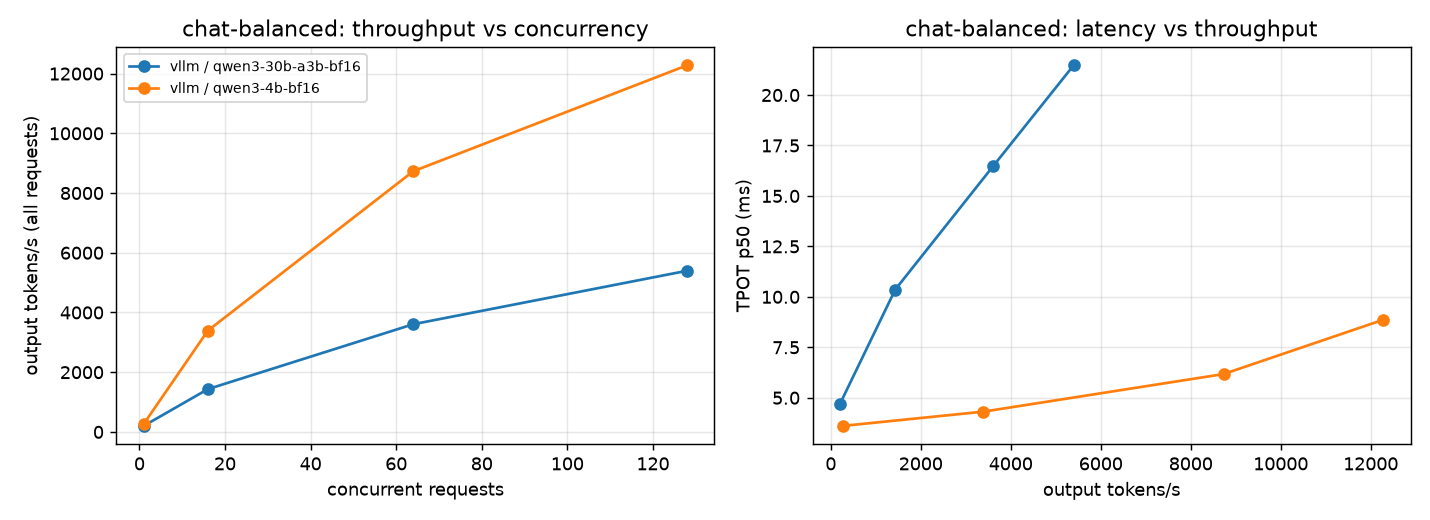 chat-balanced: throughput vs concurrency
vllm / qwen3-30b-a3b-bf16
vllm / qwen3-4b-bf16
output tokens/s (all requests)
12000
10000
8000
6000
4000
2000
0
0 20 40 60 80 100 120
concurrent requests
chat-balanced: latency vs throughput
TPOT p50 (ms)
20.0
17.5
15.0
12.5
10.0
7.5
5.0
0 2000 4000 6000 8000 10000 12000
output tokens/s